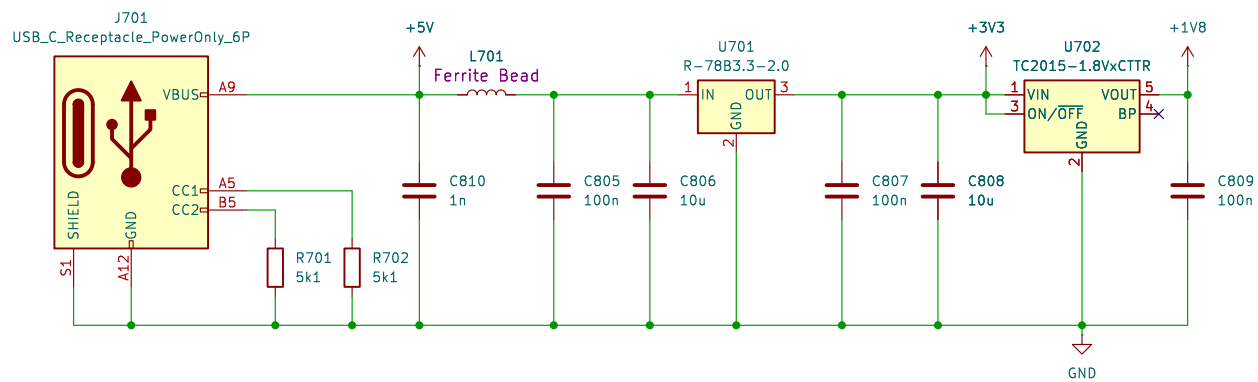 J701
USB_C_Receptacle_PowerOnly_6P
VBUS
A9
CC1
A5
CC2
B5
SHIELD
GND
S1
A12
R701
5k1
R702
5k1
+5V
L701
Ferrite Bead
C810
1n
C805
100n
C806
10u
U701
R-78B3.3-2.0
1
IN
OUT
3
GND
2
C807
100n
C808
10u
+3V3
U702
TC2015-1.8VxCTTR
1
VIN
VOUT
5
3
ON/OFF
BP
4
GND
2
+1V8
C809
100n
GND